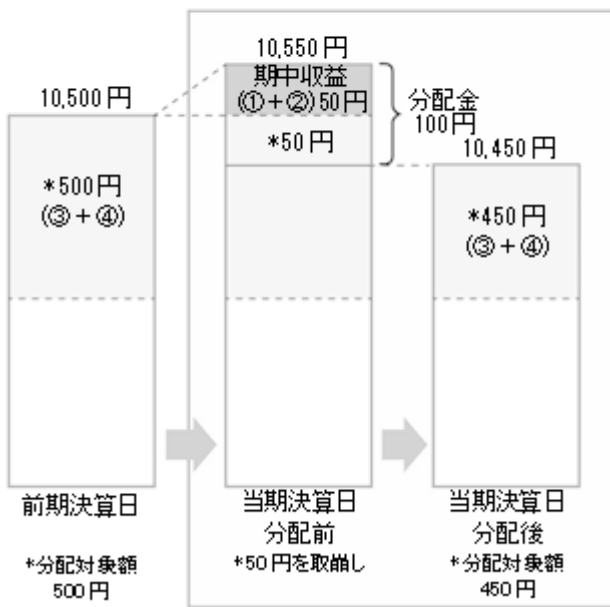 10,500円
*500円
(③+④)
前期決算日
*分配対象額
500円
10,550円
期中収益
(①+②)50円
*50円
分配金
100円
当期決算日
分配前
*50円を取崩し
10,450円
*450円
(③+④)
当期決算日
分配後
*分配対象額
450円